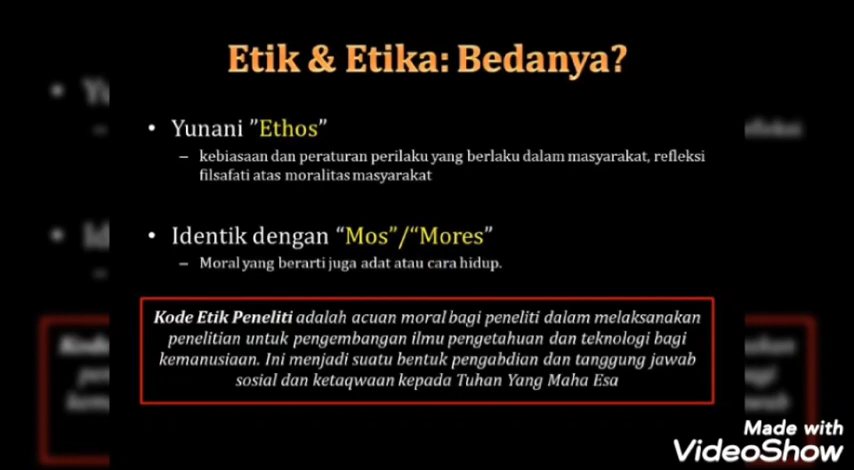 Etik & Etika: Bedanya?
• Yunani ”Ethos”
– kebiasaan dan peraturan perilaku yang berlaku dalam masyarakat, refleksi
filsafati atas moralitas masyarakat
• Identik dengan “Mos”/“Mores”
– Moral yang berarti juga adat atau cara hidup.
Kode Etik Peneliti adalah acuan moral bagi peneliti dalam melaksanakan
penelitian untuk pengembangan ilmu pengetahuan dan teknologi bagi
kemanusiaan. Ini menjadi suatu bentuk pengabdian dan tanggung jawab
sosial dan ketaqwaan kepada Tuhan Yang Maha Esa
Made with
VideoShow